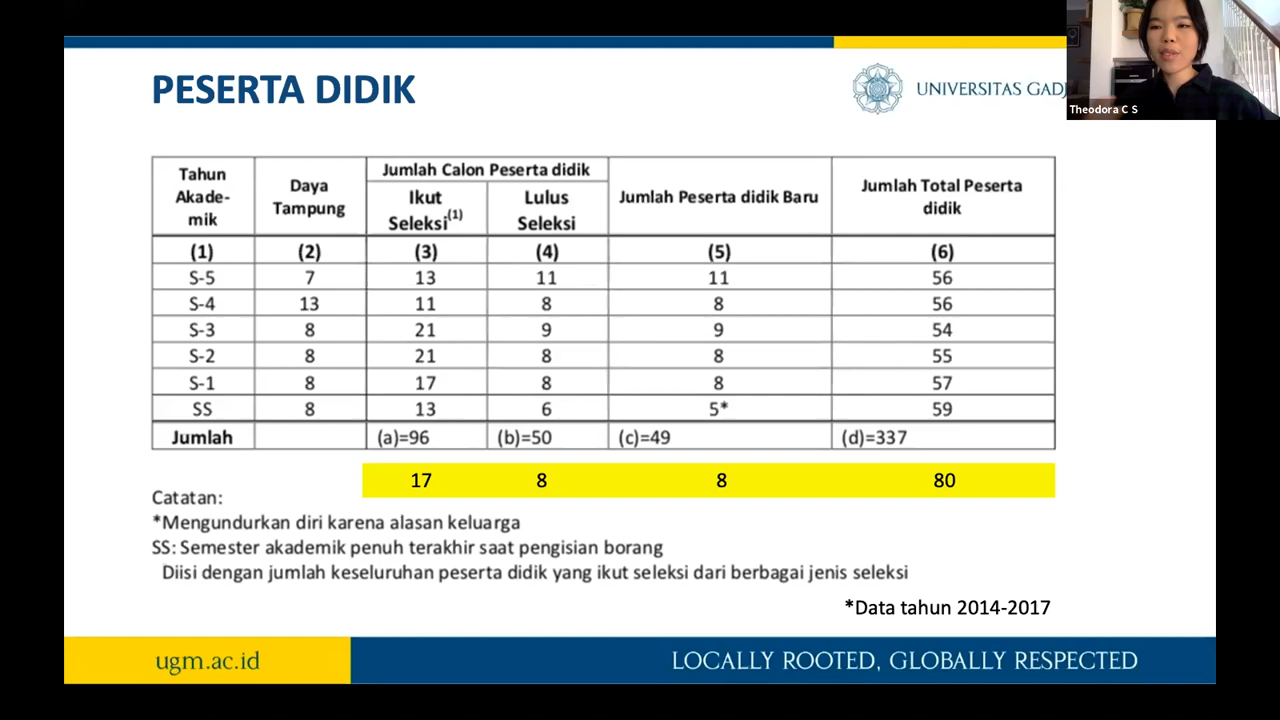 PESERTA DIDIK
UNIVERSITAS GADJ
Theodora C S
Tahun Akade-mik | Daya Tampung | Jumlah Calon Peserta didik | Jumlah Peserta didik Baru | Jumlah Total Peserta didik
Ikut Seleksi(1) | Lulus Seleksi
(1) (2) (3) (4) (5) (6)
S-5 7 13 11 11 56
S-4 13 11 8 8 56
S-3 8 21 9 9 54
S-2 8 21 8 8 55
S-1 8 17 8 8 57
SS 8 13 6 5* 59
Jumlah (a)=96 (b)=50 (c)=49 (d)=337
17 8 8 80
Catatan:
*Mengundurkan diri karena alasan keluarga
SS: Semester akademik penuh terakhir saat pengisian borang
Diisi dengan jumlah keseluruhan peserta didik yang ikut seleksi dari berbagai jenis seleksi
*Data tahun 2014-2017
ugm.ac.id
LOCALLY ROOTED, GLOBALLY RESPECTED